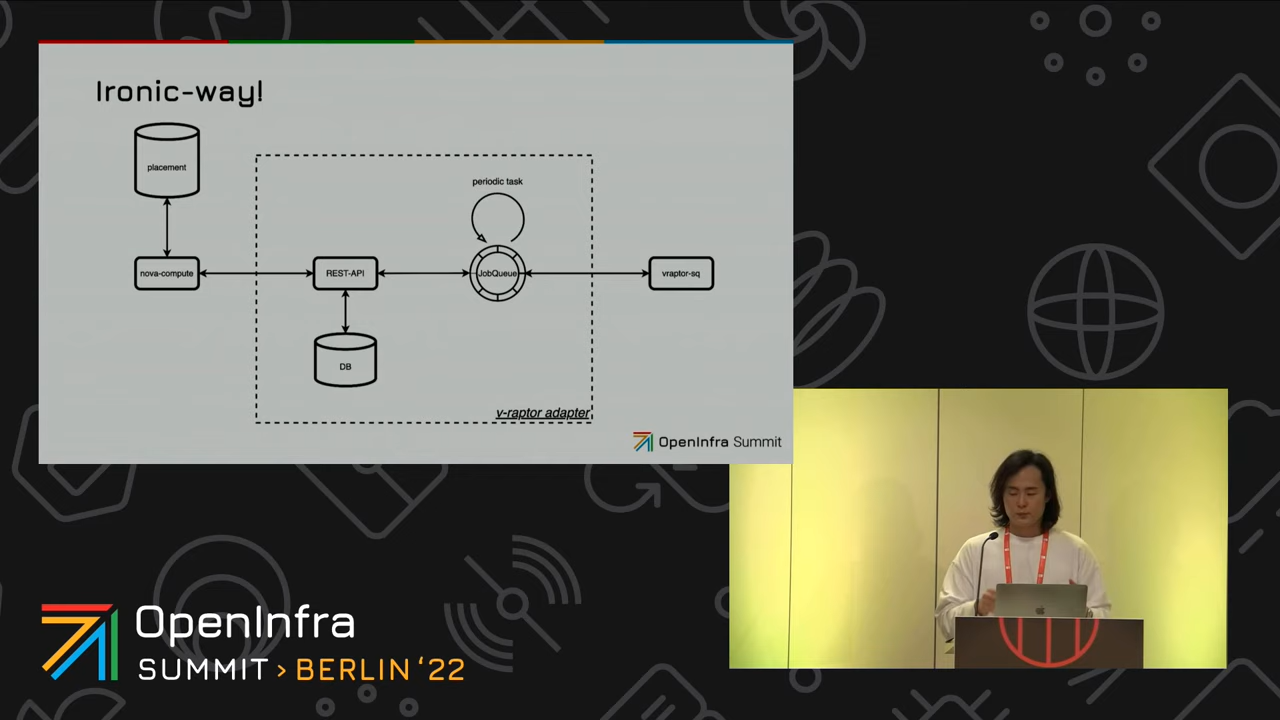 Ironic-way!
placement
periodic task
nova-compute
REST-API
JobQueue
vraptor-sq
DB
v-raptor adapter
OpenInfra Summit
OpenInfra
SUMMIT > BERLIN '22